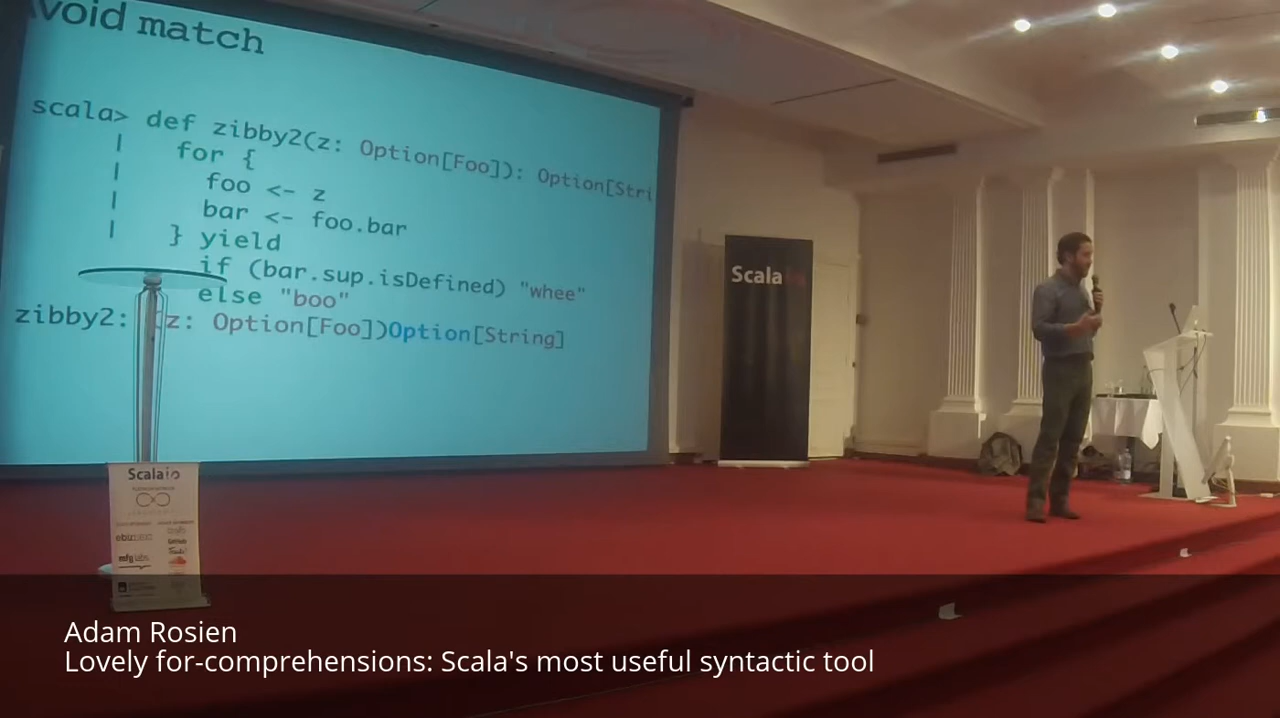 void match
scala> def zibby2(z: Option[Foo]): Option[Stri
| for {
| foo <- z
| bar <- foo.bar
| } yield
if (bar.sup.isDefined) "whee"
else "boo"
zibby2: (z: Option[Foo])Option[String]
Scala io
Scala io
Adam Rosien
Lovely for-comprehensions: Scala's most useful syntactic tool